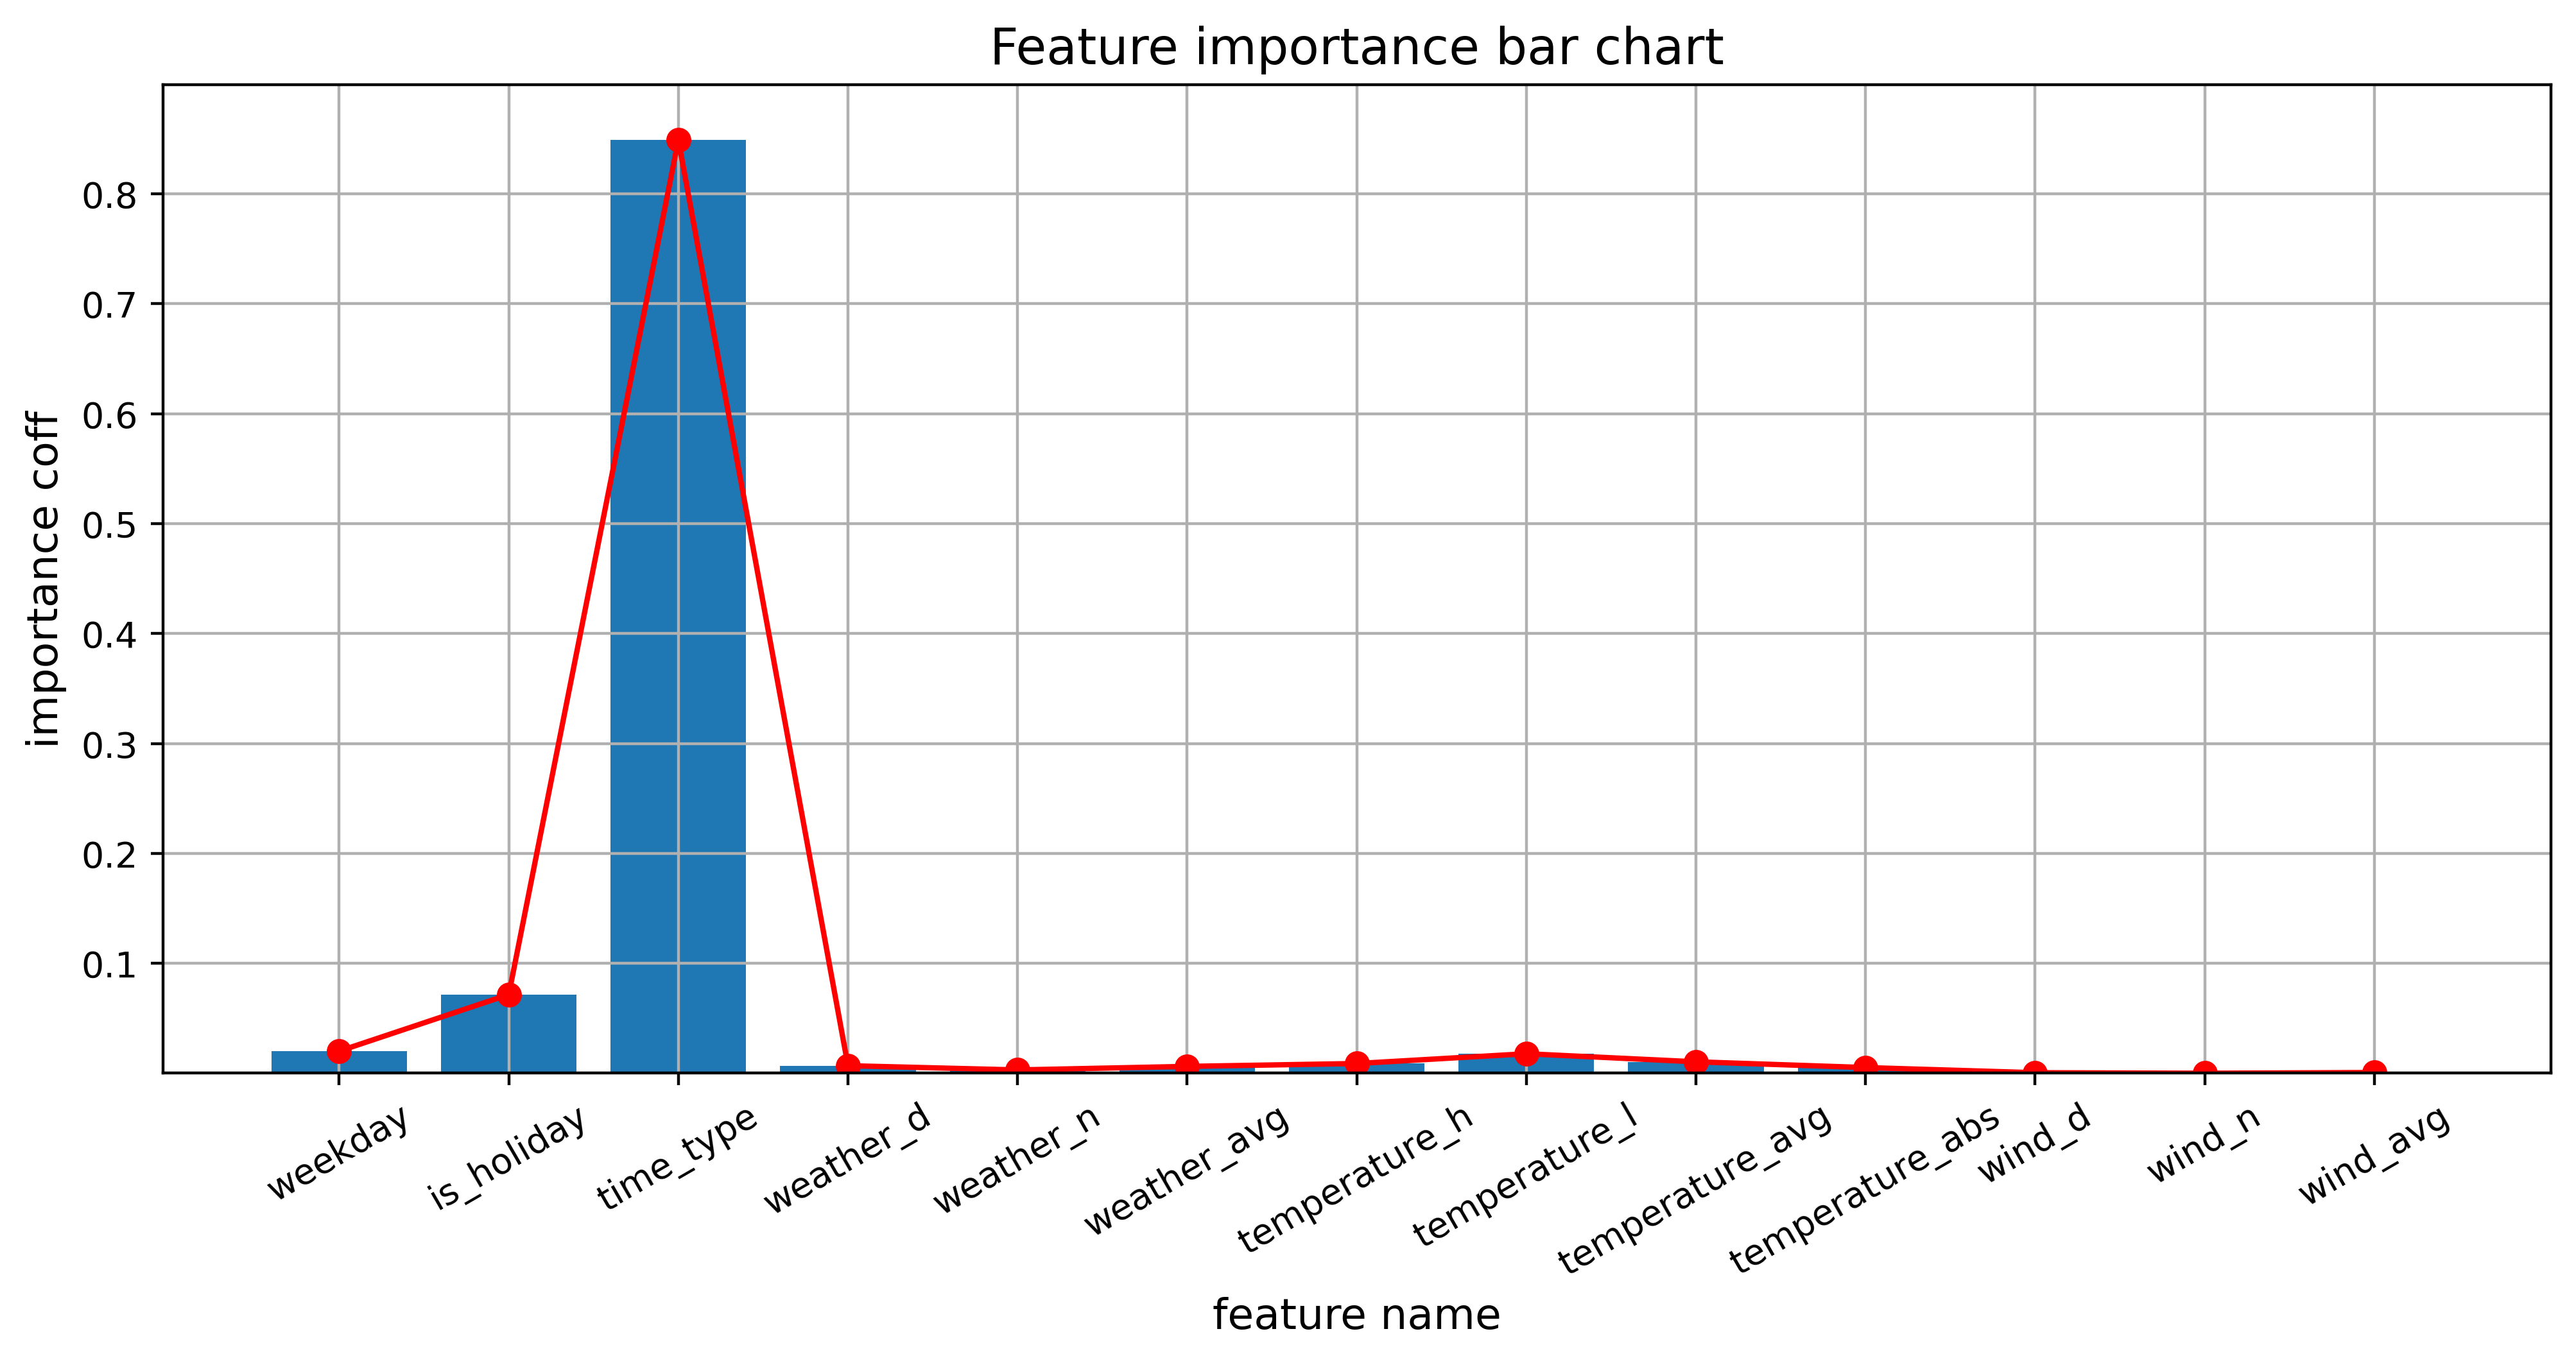 Feature importance bar chart
importance coff
0.8
0.7
0.6
0.5
0.4
0.3
0.2
0.1
weekday
is_holiday
time_type
weather_d
weather_n
weather_avg
temperature_h
temperature_l
temperature_avg
temperature_abs
wind_d
wind_n
wind_avg
feature name